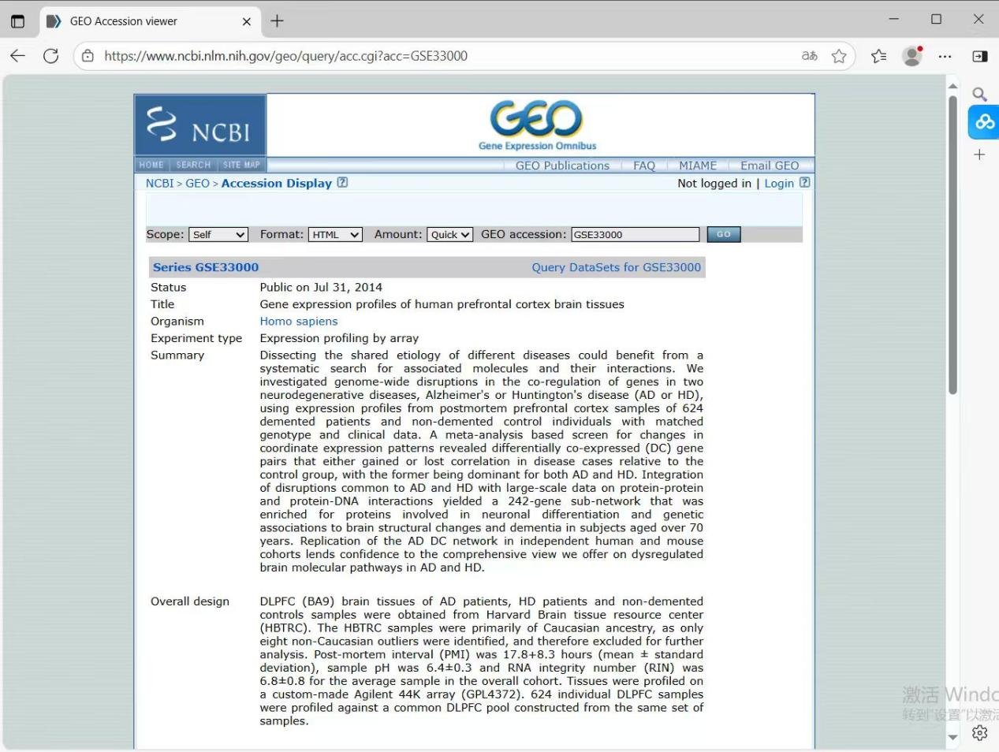 GEO Accession viewer
https://www.ncbi.nlm.nih.gov/geo/query/acc.cgi?acc=GSE33000
NCBI
GEO
Gene Expression Omnibus
HOME SEARCH SITE MAP
GEO Publications FAQ MIAME Email GEO
NCBI > GEO > Accession Display ? Not logged in | Login ?
Scope: Self Format: HTML Amount: Quick GEO accession: GSE33000 GO
Series GSE33000 Query DataSets for GSE33000
Status Public on Jul 31, 2014
Title Gene expression profiles of human prefrontal cortex brain tissues
Organism Homo sapiens
Experiment type Expression profiling by array
Summary Dissecting the shared etiology of different diseases could benefit from a
systematic search for associated molecules and their interactions. We
investigated genome-wide disruptions in the co-regulation of genes in two
neurodegenerative diseases, Alzheimer's or Huntington's disease (AD or HD),
using expression profiles from postmortem prefrontal cortex samples of 624
demented patients and non-demented control individuals with matched
genotype and clinical data. A meta-analysis based screen for changes in
coordinate expression patterns revealed differentially co-expressed (DC) gene
pairs that either gained or lost correlation in disease cases relative to the
control group, with the former being dominant for both AD and HD. Integration
of disruptions common to AD and HD with large-scale data on protein-protein
and protein-DNA interactions yielded a 242-gene sub-network that was
enriched for proteins involved in neuronal differentiation and genetic
associations to brain structural changes and dementia in subjects aged over 70
years. Replication of the AD DC network in independent human and mouse
cohorts lends confidence to the comprehensive view we offer on dysregulated
brain molecular pathways in AD and HD.
Overall design DLPFC (BA9) brain tissues of AD patients, HD patients and non-demented
controls samples were obtained from Harvard Brain tissue resource center
(HBTRC). The HBTRC samples were primarily of Caucasian ancestry, as only
eight non-Caucasian outliers were identified, and therefore excluded for further
analysis. Post-mortem interval (PMI) was 17.8+8.3 hours (mean ± standard
deviation), sample pH was 6.4±0.3 and RNA integrity number (RIN) was
6.8±0.8 for the average sample in the overall cohort. Tissues were profiled on
a custom-made Agilent 44K array (GPL4372). 624 individual DLPFC samples
were profiled against a common DLPFC pool constructed from the same set of
samples.
激活 Windo
转到"设置"以激活